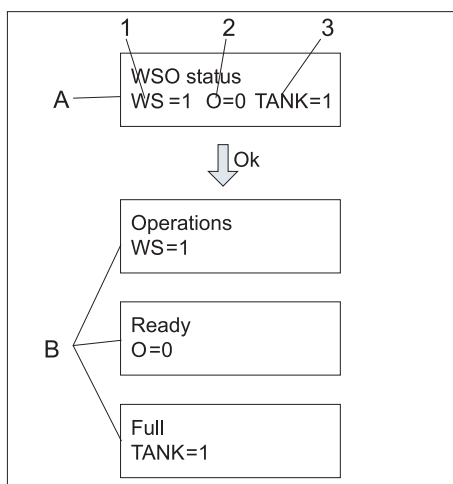 1 2 3
WSO status
A
WS =1 O=0 TANK=1
Ok
Operations
WS=1
Ready
B
O=0
Full
TANK=1